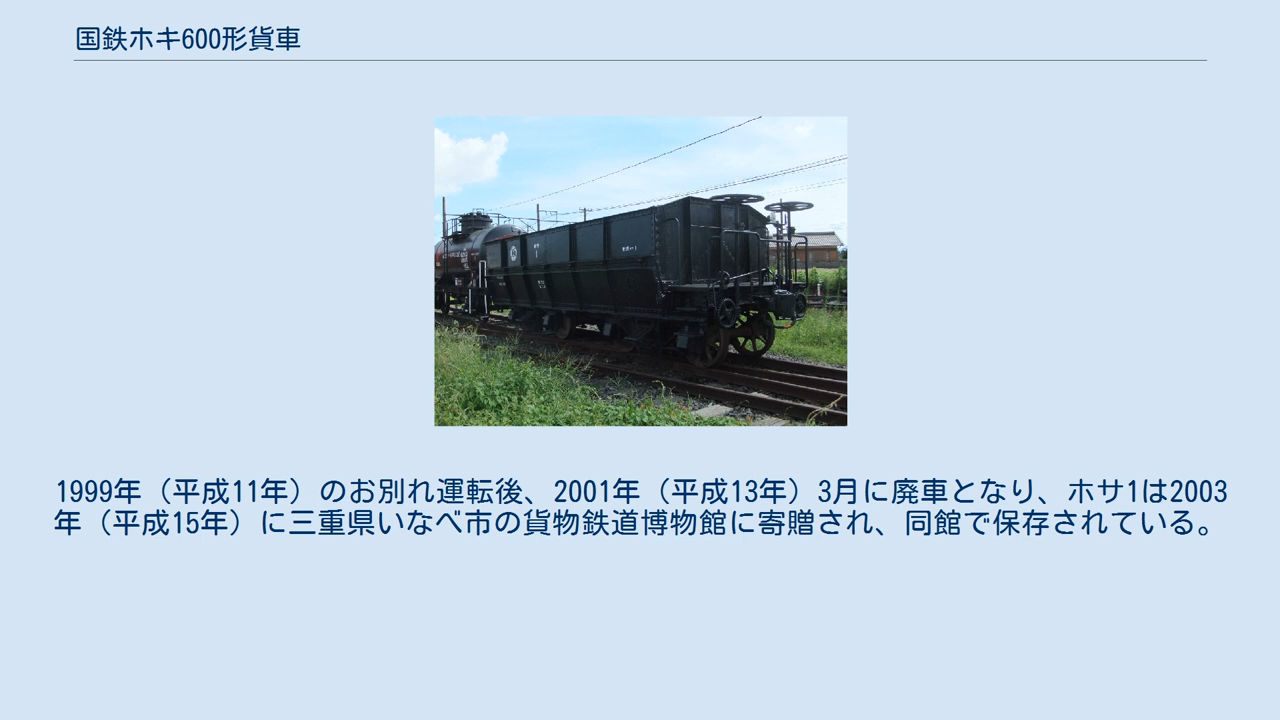 国鉄ホキ600形貨車
1999年（平成11年）のお別れ運転後、2001年（平成13年）3月に廃車となり、ホサ1は2003
年（平成15年）に三重県いなべ市の貨物鉄道博物館に寄贈され、同館で保存されている。